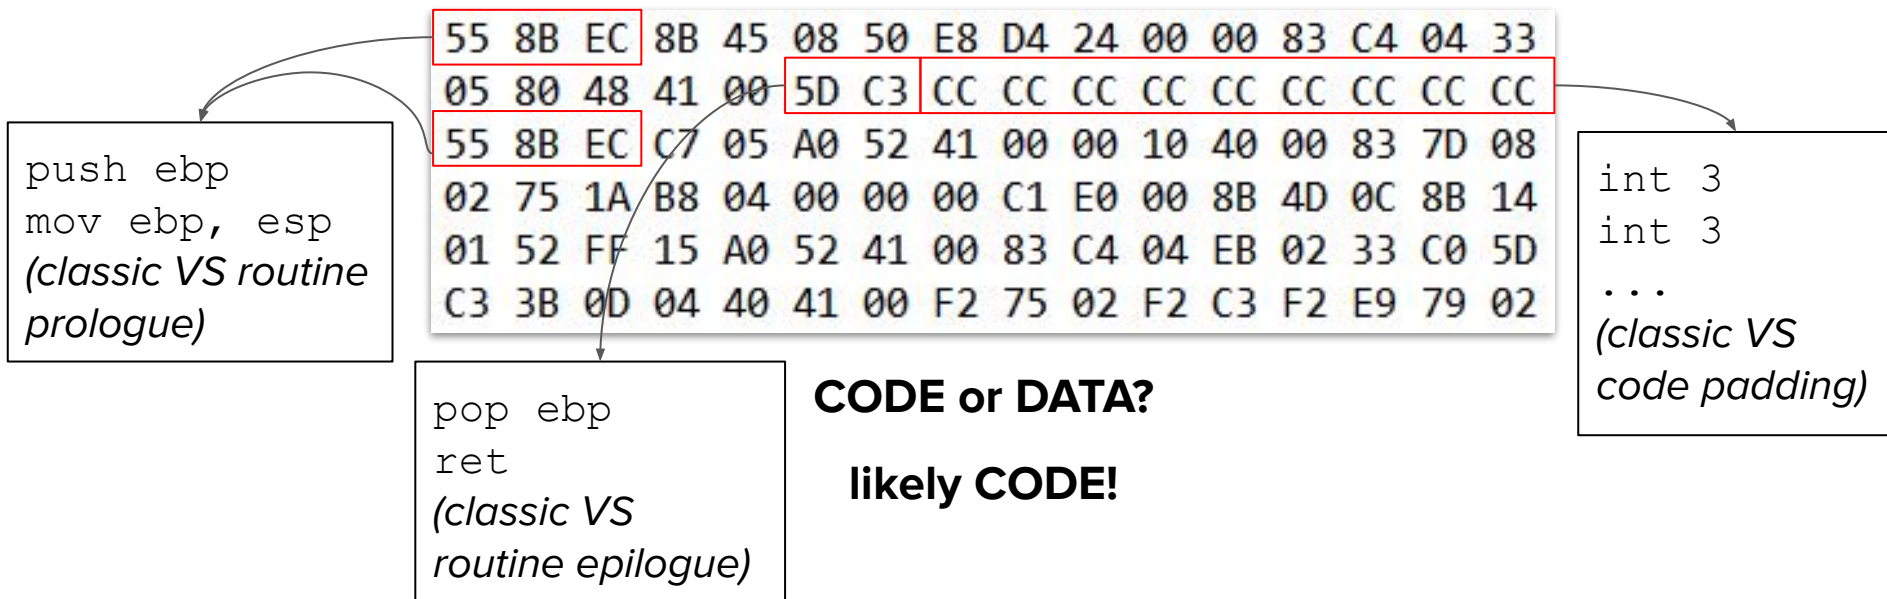 55 8B EC 8B 45 08 50 E8 D4 24 00 00 83 C4 04 33
05 80 48 41 00 5D C3 CC CC CC CC CC CC CC CC CC
55 8B EC C7 05 A0 52 41 00 00 10 40 00 83 7D 08
02 75 1A B8 04 00 00 00 C1 E0 00 8B 4D 0C 8B 14
01 52 FF 15 A0 52 41 00 83 C4 04 EB 02 33 C0 5D
C3 3B 0D 04 40 41 00 F2 75 02 F2 C3 F2 E9 79 02
push ebp
mov ebp, esp
(classic VS routine
prologue)
int 3
int 3
...
(classic VS
code padding)
pop ebp
ret
(classic VS
routine epilogue)
CODE or DATA?
likely CODE!